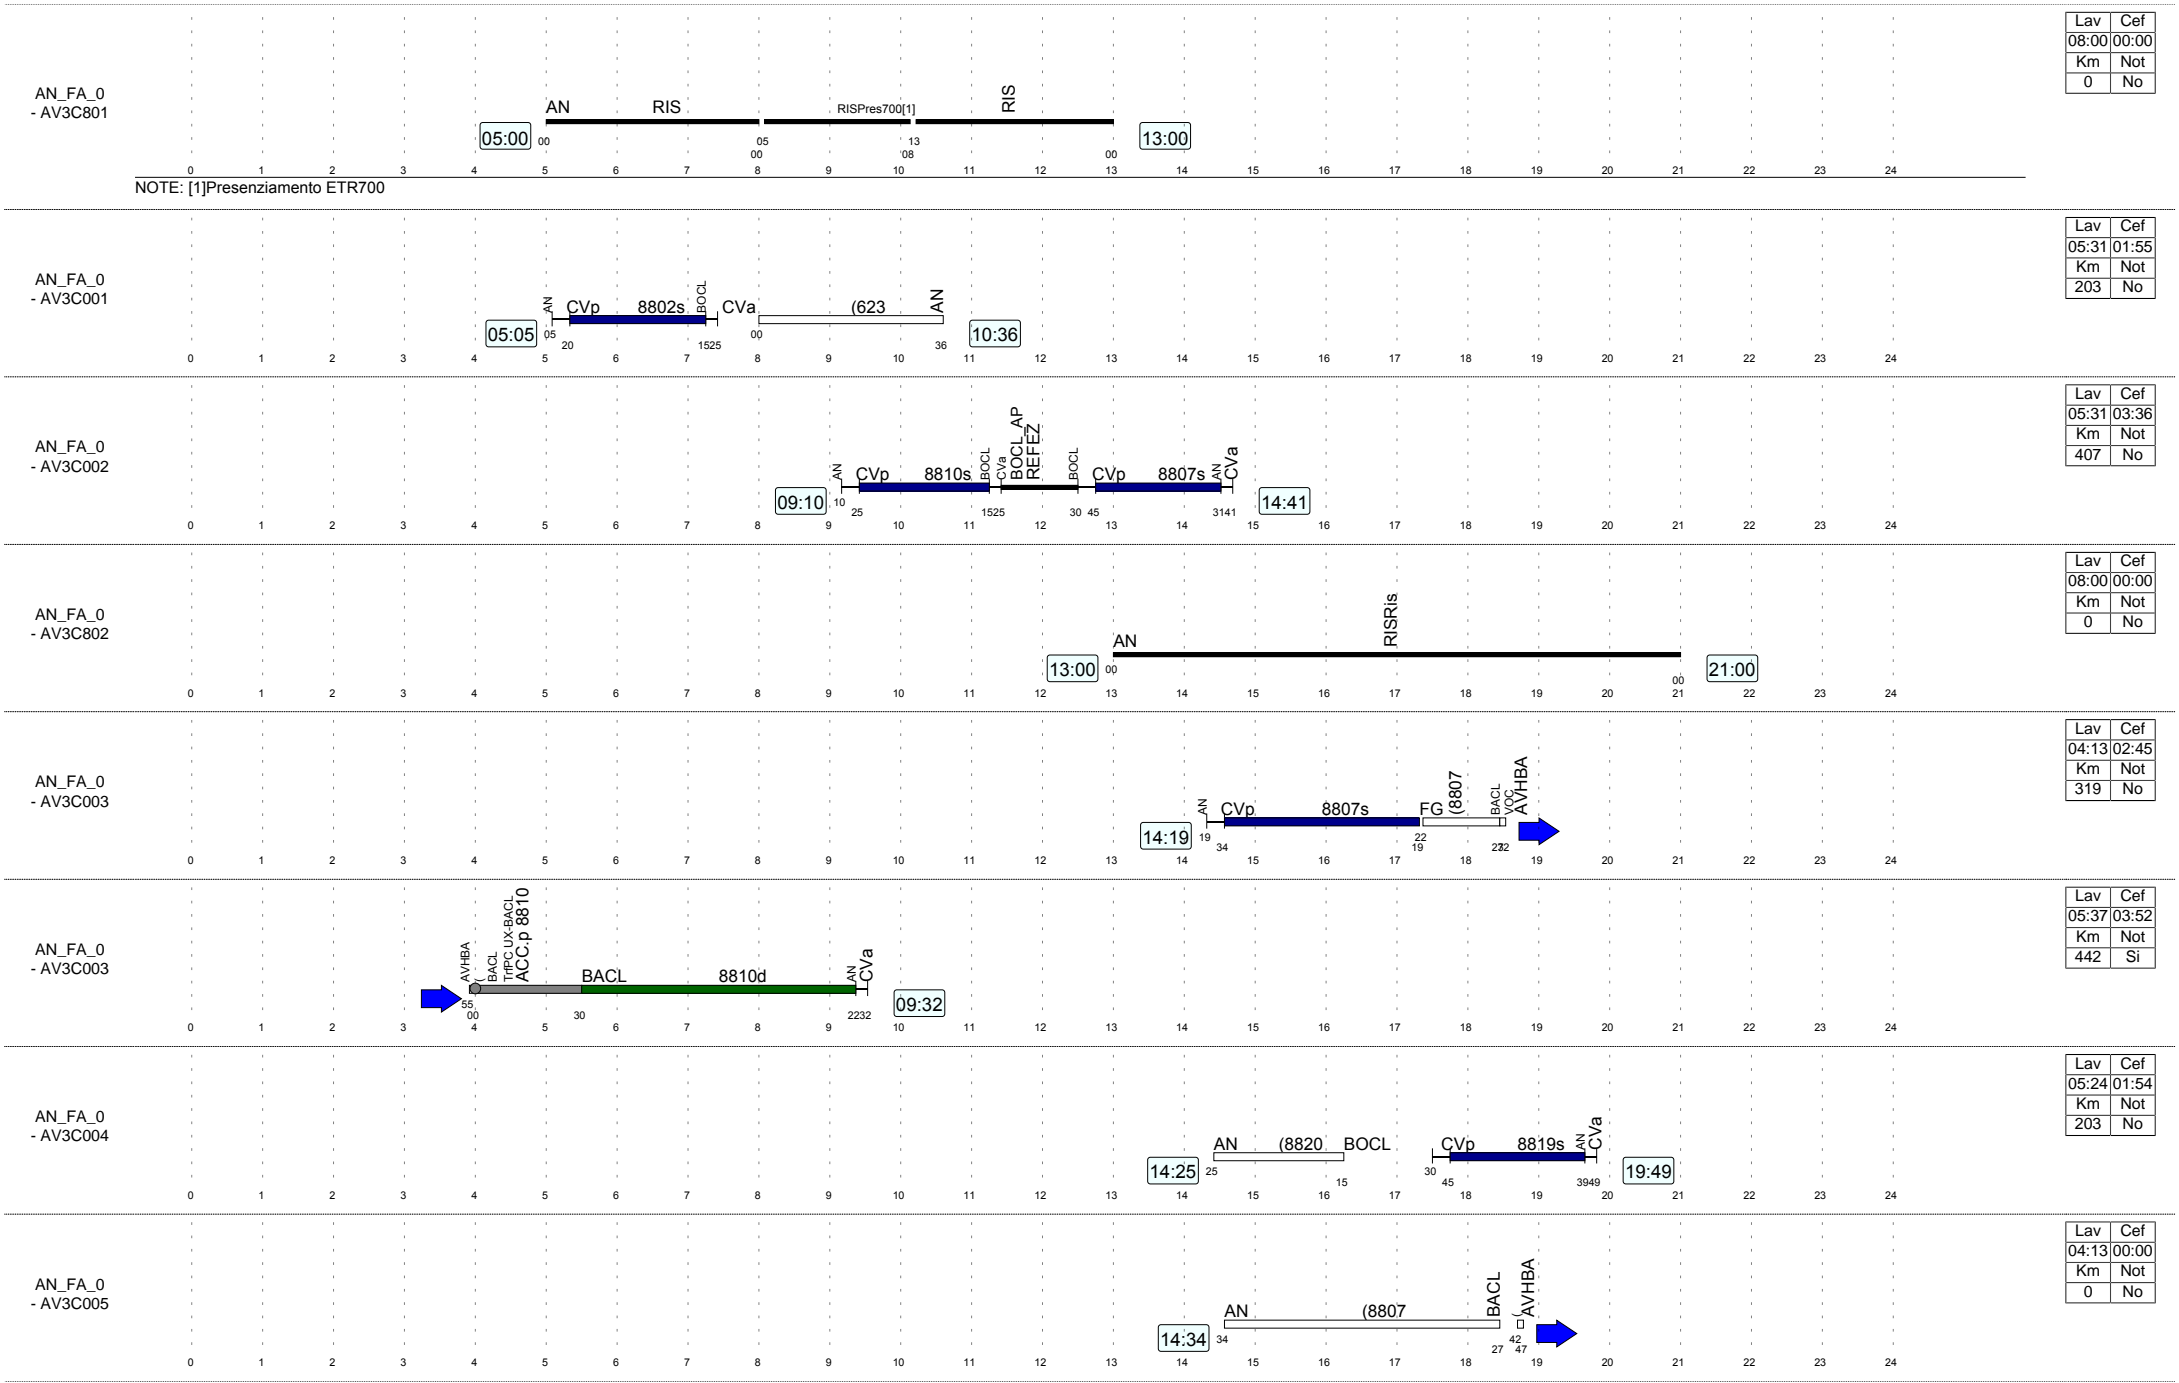 Lav Cef
08:00 00:00
Km Not
0 No
AN_FA_0
- AV3C801
AN RIS RISPres700[1] RIS
05:00 00 05 13 13:00
00 08 00
0 1 2 3 4 5 6 7 8 9 10 11 12 13 14 15 16 17 18 19 20 21 22 23 24
NOTE: [1]Presenziamento ETR700
Lav Cef
05:31 01:55
Km Not
203 No
AN_FA_0
- AV3C001
AN CVp 8802s BOCL CVa (623 AN
05:05 05 00 10:36
20 1525 36
0 1 2 3 4 5 6 7 8 9 10 11 12 13 14 15 16 17 18 19 20 21 22 23 24
Lav Cef
05:31 03:36
Km Not
407 No
AN_FA_0
- AV3C002
AN CVp 8810s BOCL CVa BOCL_AP REFEZ BOCL CVp 8807s AN CVa
09:10 10 14:41
25 1525 30 45 3141
0 1 2 3 4 5 6 7 8 9 10 11 12 13 14 15 16 17 18 19 20 21 22 23 24
Lav Cef
08:00 00:00
Km Not
0 No
AN_FA_0
- AV3C802
AN RISRis
13:00 00 21:00
00
0 1 2 3 4 5 6 7 8 9 10 11 12 13 14 15 16 17 18 19 20 21 22 23 24
Lav Cef
04:13 02:45
Km Not
319 No
AN_FA_0
- AV3C003
AN CVp 8807s FG (8807 BACL VOC AVHBA
14:19 19 22
34 19 27 32
0 1 2 3 4 5 6 7 8 9 10 11 12 13 14 15 16 17 18 19 20 21 22 23 24
Lav Cef
05:37 03:52
Km Not
442 Si
AN_FA_0
- AV3C003
AVHBA ( BACL TrfPC UX-BACL ACC.p 8810 BACL 8810d AN CVa
55 09:32
00 30 2232
0 1 2 3 4 5 6 7 8 9 10 11 12 13 14 15 16 17 18 19 20 21 22 23 24
Lav Cef
05:24 01:54
Km Not
203 No
AN_FA_0
- AV3C004
AN (8820 BOCL CVp 8819s AN CVa
14:25 25 30 19:49
15 45 3949
0 1 2 3 4 5 6 7 8 9 10 11 12 13 14 15 16 17 18 19 20 21 22 23 24
Lav Cef
04:13 00:00
Km Not
0 No
AN_FA_0
- AV3C005
AN (8807 BACL ( AVHBA
14:34 34 42
27 47
0 1 2 3 4 5 6 7 8 9 10 11 12 13 14 15 16 17 18 19 20 21 22 23 24